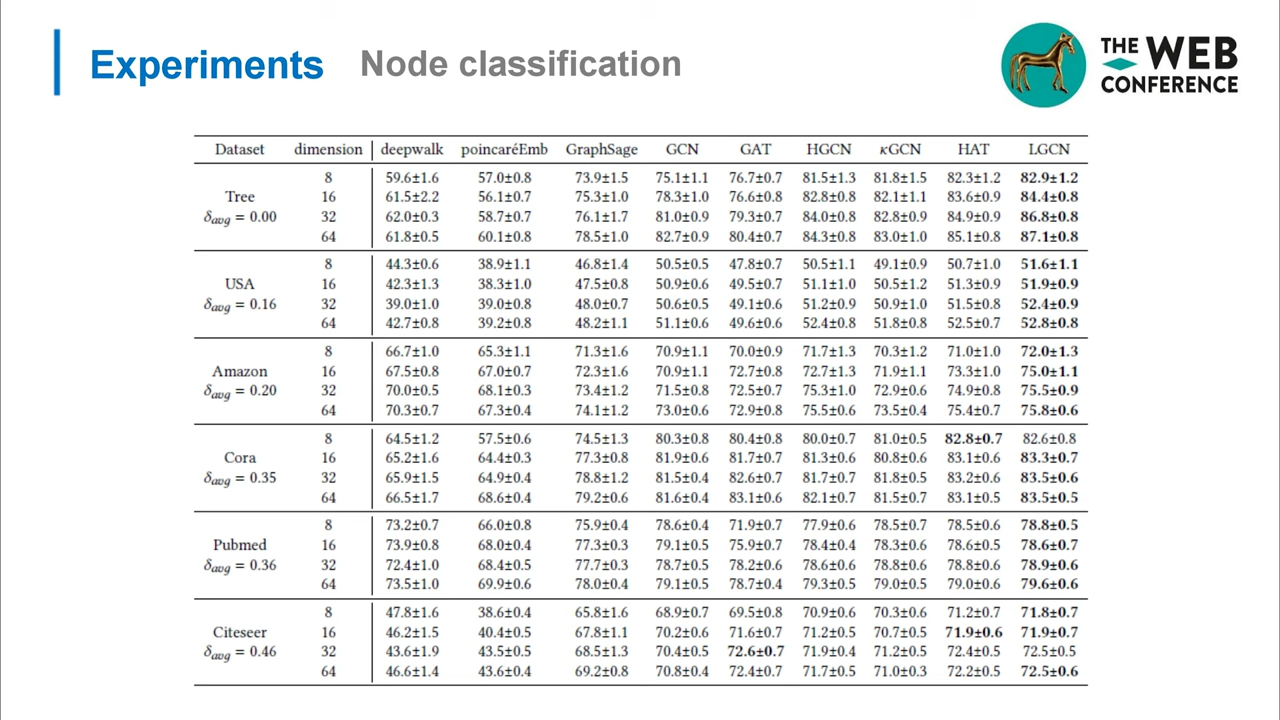 Experiments Node classification
THE WEB
CONFERENCE
Dataset dimension deepwalk poincaréEmb GraphSage GCN GAT HGCN κGCN HAT LGCN
8 59.6±1.6 57.0±0.8 73.9±1.5 75.1±1.1 76.7±0.7 81.5±1.3 81.8±1.5 82.3±1.2 82.9±1.2
Tree 16 61.5±2.2 56.1±0.7 75.3±1.0 78.3±1.0 76.6±0.8 82.8±0.8 82.1±1.1 83.6±0.9 84.4±0.8
δavg = 0.00 32 62.0±0.3 58.7±0.7 76.1±1.7 81.0±0.9 79.3±0.7 84.0±0.8 82.8±0.9 84.9±0.9 86.8±0.8
64 61.8±0.5 60.1±0.8 78.5±1.0 82.7±0.9 80.4±0.7 84.3±0.8 83.0±1.0 85.1±0.8 87.1±0.8
8 44.3±0.6 38.9±1.1 46.8±1.4 50.5±0.5 47.8±0.7 50.5±1.1 49.1±0.9 50.7±1.0 51.6±1.1
USA 16 42.3±1.3 38.3±1.0 47.5±0.8 50.9±0.6 49.5±0.7 51.1±1.0 50.5±1.2 51.3±0.9 51.9±0.9
δavg = 0.16 32 39.0±1.0 39.0±0.8 48.0±0.7 50.6±0.5 49.1±0.6 51.2±0.9 50.9±1.0 51.5±0.8 52.4±0.9
64 42.7±0.8 39.2±0.8 48.2±1.1 51.1±0.6 49.6±0.6 52.4±0.8 51.8±0.8 52.5±0.7 52.8±0.8
8 66.7±1.0 65.3±1.1 71.3±1.6 70.9±1.1 70.0±0.9 71.7±1.3 70.3±1.2 71.0±1.0 72.0±1.3
Amazon 16 67.5±0.8 67.0±0.7 72.3±1.6 70.9±1.1 72.7±0.8 72.7±1.3 71.9±1.1 73.3±1.0 75.0±1.1
δavg = 0.20 32 70.0±0.5 68.1±0.3 73.4±1.2 71.5±0.8 72.5±0.7 75.3±1.0 72.9±0.6 74.9±0.8 75.5±0.9
64 70.3±0.7 67.3±0.4 74.1±1.2 73.0±0.6 72.9±0.8 75.5±0.6 73.5±0.4 75.4±0.7 75.8±0.6
8 64.5±1.2 57.5±0.6 74.5±1.3 80.3±0.8 80.4±0.8 80.0±0.7 81.0±0.5 82.8±0.7 82.6±0.8
Cora 16 65.2±1.6 64.4±0.3 77.3±0.8 81.9±0.6 81.7±0.7 81.3±0.6 80.8±0.6 83.1±0.6 83.3±0.7
δavg = 0.35 32 65.9±1.5 64.9±0.4 78.8±1.2 81.5±0.4 82.6±0.7 81.7±0.7 81.8±0.5 83.2±0.6 83.5±0.6
64 66.5±1.7 68.6±0.4 79.2±0.6 81.6±0.4 83.1±0.6 82.1±0.7 81.5±0.7 83.1±0.5 83.5±0.5
8 73.2±0.7 66.0±0.8 75.9±0.4 78.6±0.4 71.9±0.7 77.9±0.6 78.5±0.7 78.5±0.6 78.8±0.5
Pubmed 16 73.9±0.8 68.0±0.4 77.3±0.3 79.1±0.5 75.9±0.7 78.4±0.4 78.3±0.6 78.6±0.5 78.6±0.7
δavg = 0.36 32 72.4±1.0 68.4±0.5 77.7±0.3 78.7±0.5 78.2±0.6 78.6±0.6 78.8±0.6 78.8±0.6 78.9±0.6
64 73.5±1.0 69.9±0.6 78.0±0.4 79.1±0.5 78.7±0.4 79.3±0.5 79.0±0.5 79.0±0.6 79.6±0.6
8 47.8±1.6 38.6±0.4 65.8±1.6 68.9±0.7 69.5±0.8 70.9±0.6 70.3±0.6 71.2±0.7 71.8±0.7
Citeseer 16 46.2±1.5 40.4±0.5 67.8±1.1 70.2±0.6 71.6±0.7 71.2±0.5 70.7±0.5 71.9±0.6 71.9±0.7
δavg = 0.46 32 43.6±1.9 43.5±0.5 68.5±1.3 70.4±0.5 72.6±0.7 71.9±0.4 71.2±0.5 72.4±0.5 72.5±0.5
64 46.6±1.4 43.6±0.4 69.2±0.8 70.8±0.4 72.4±0.7 71.7±0.5 71.0±0.3 72.2±0.5 72.5±0.6